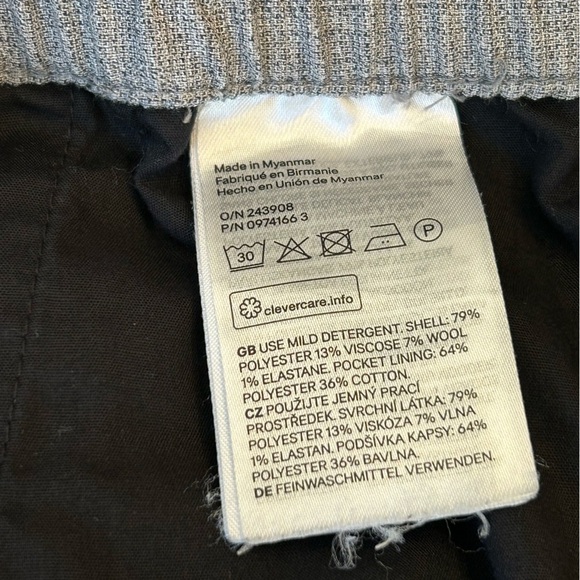 Made in Myanmar
Fabriqué en Birmanie
Hecho en Unión de Myanmar
O/N 243908
P/N 0974166 3
30
P
clevercare.info
GB USE MILD DETERGENT. SHELL: 79%
POLYESTER 13% VISCOSE 7% WOOL
1% ELASTANE. POCKET LINING: 64%
POLYESTER 36% COTTON.
CZ POUŽIJTE JEMNÝ PRACÍ
PROSTŘEDEK. SVRCHNÍ LÁTKA: 79%
POLYESTER 13% VISKÓZA 7% VLNA
1% ELASTAN. PODŠÍVKA KAPSY: 64%
POLYESTER 36% BAVLNA.
DE FEINWASCHMITTEL VERWENDEN.